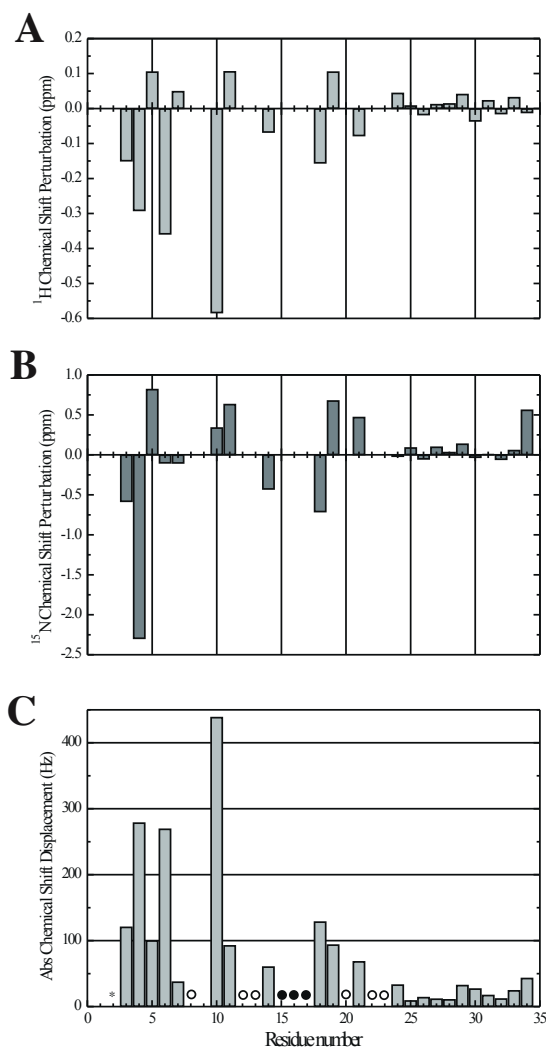 A
0.2
0.1
0.0
-0.1
-0.2
-0.3
-0.4
-0.5
-0.6
¹H Chemical Shift Perturbation (ppm)
B
1.0
0.5
0.0
-0.5
-1.0
-1.5
-2.0
-2.5
¹⁵N Chemical Shift Perturbation (ppm)
C
400
300
200
100
0
Abs Chemical Shift Displacement (Hz)
*
0 5 10 15 20 25 30 35
Residue number